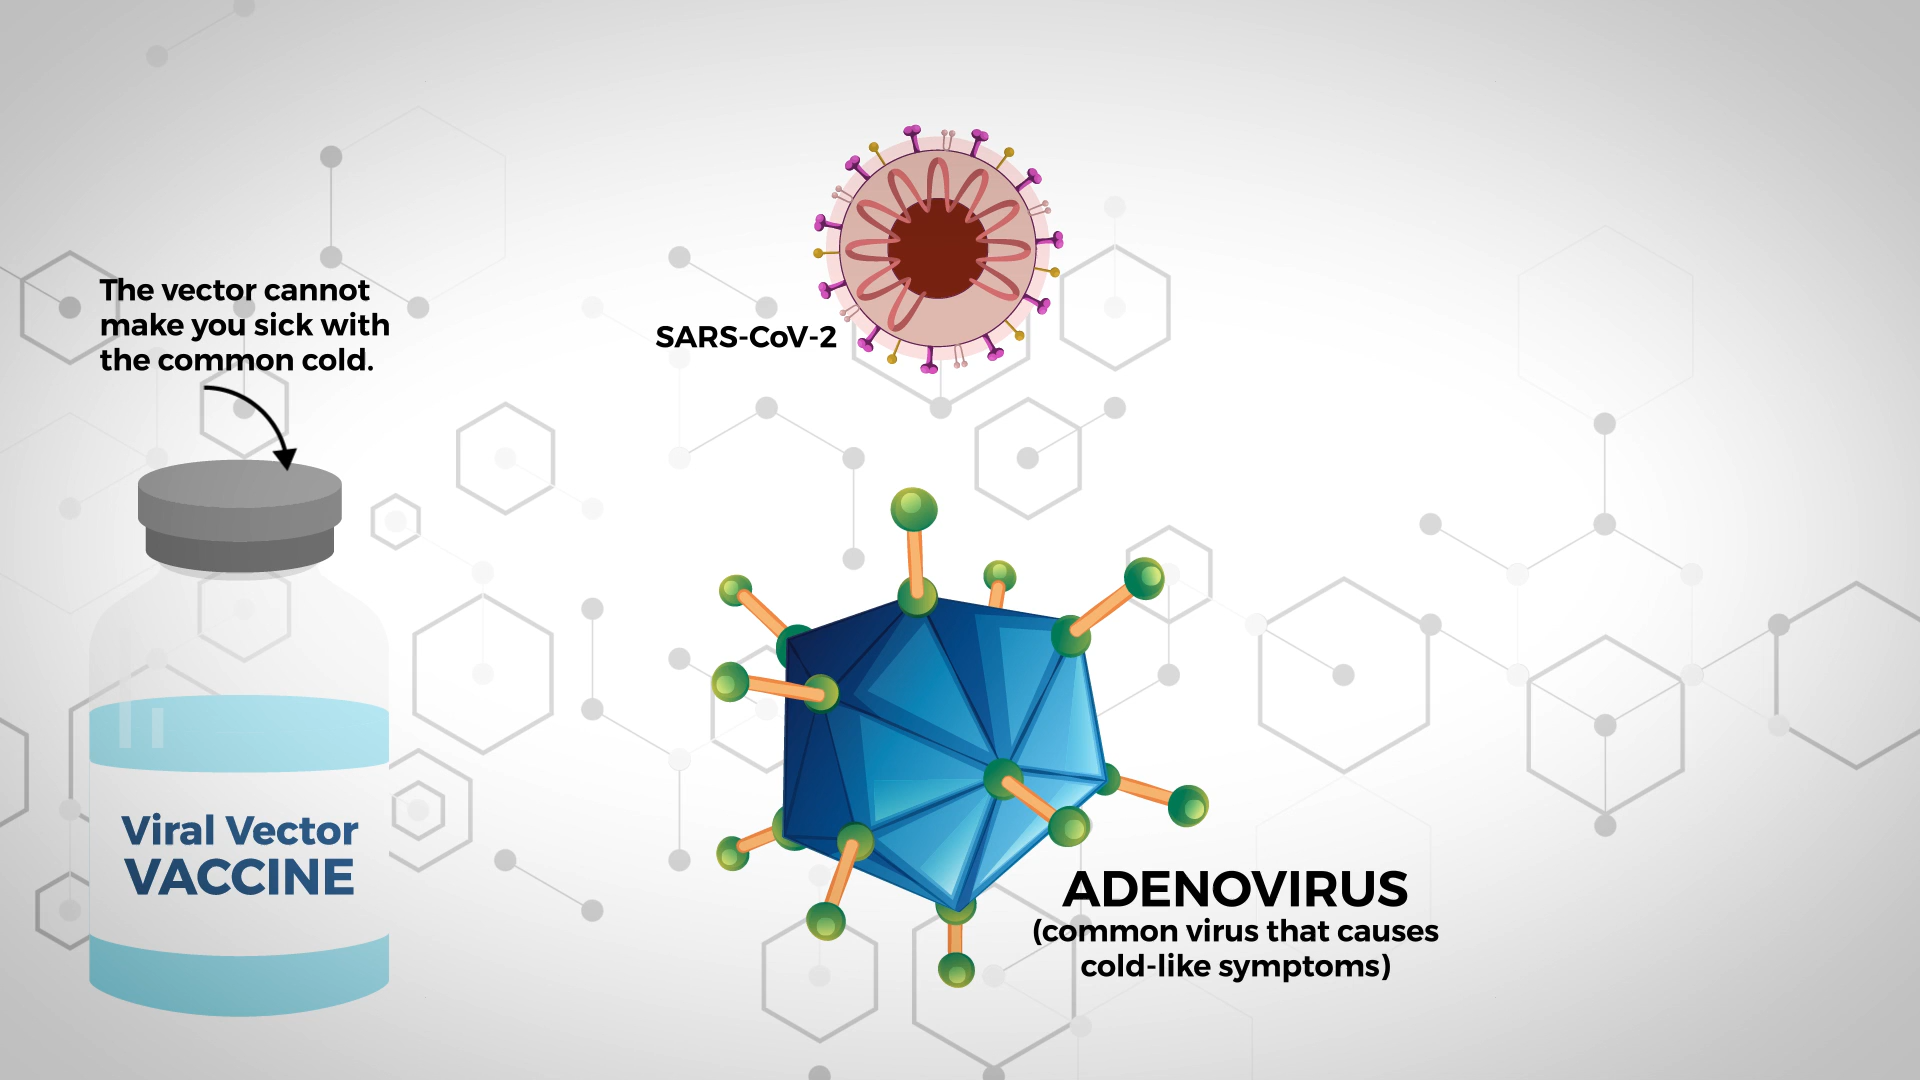 The vector cannot
make you sick with
the common cold.
SARS-CoV-2
Viral Vector
VACCINE
ADENOVIRUS
(common virus that causes
cold-like symptoms)